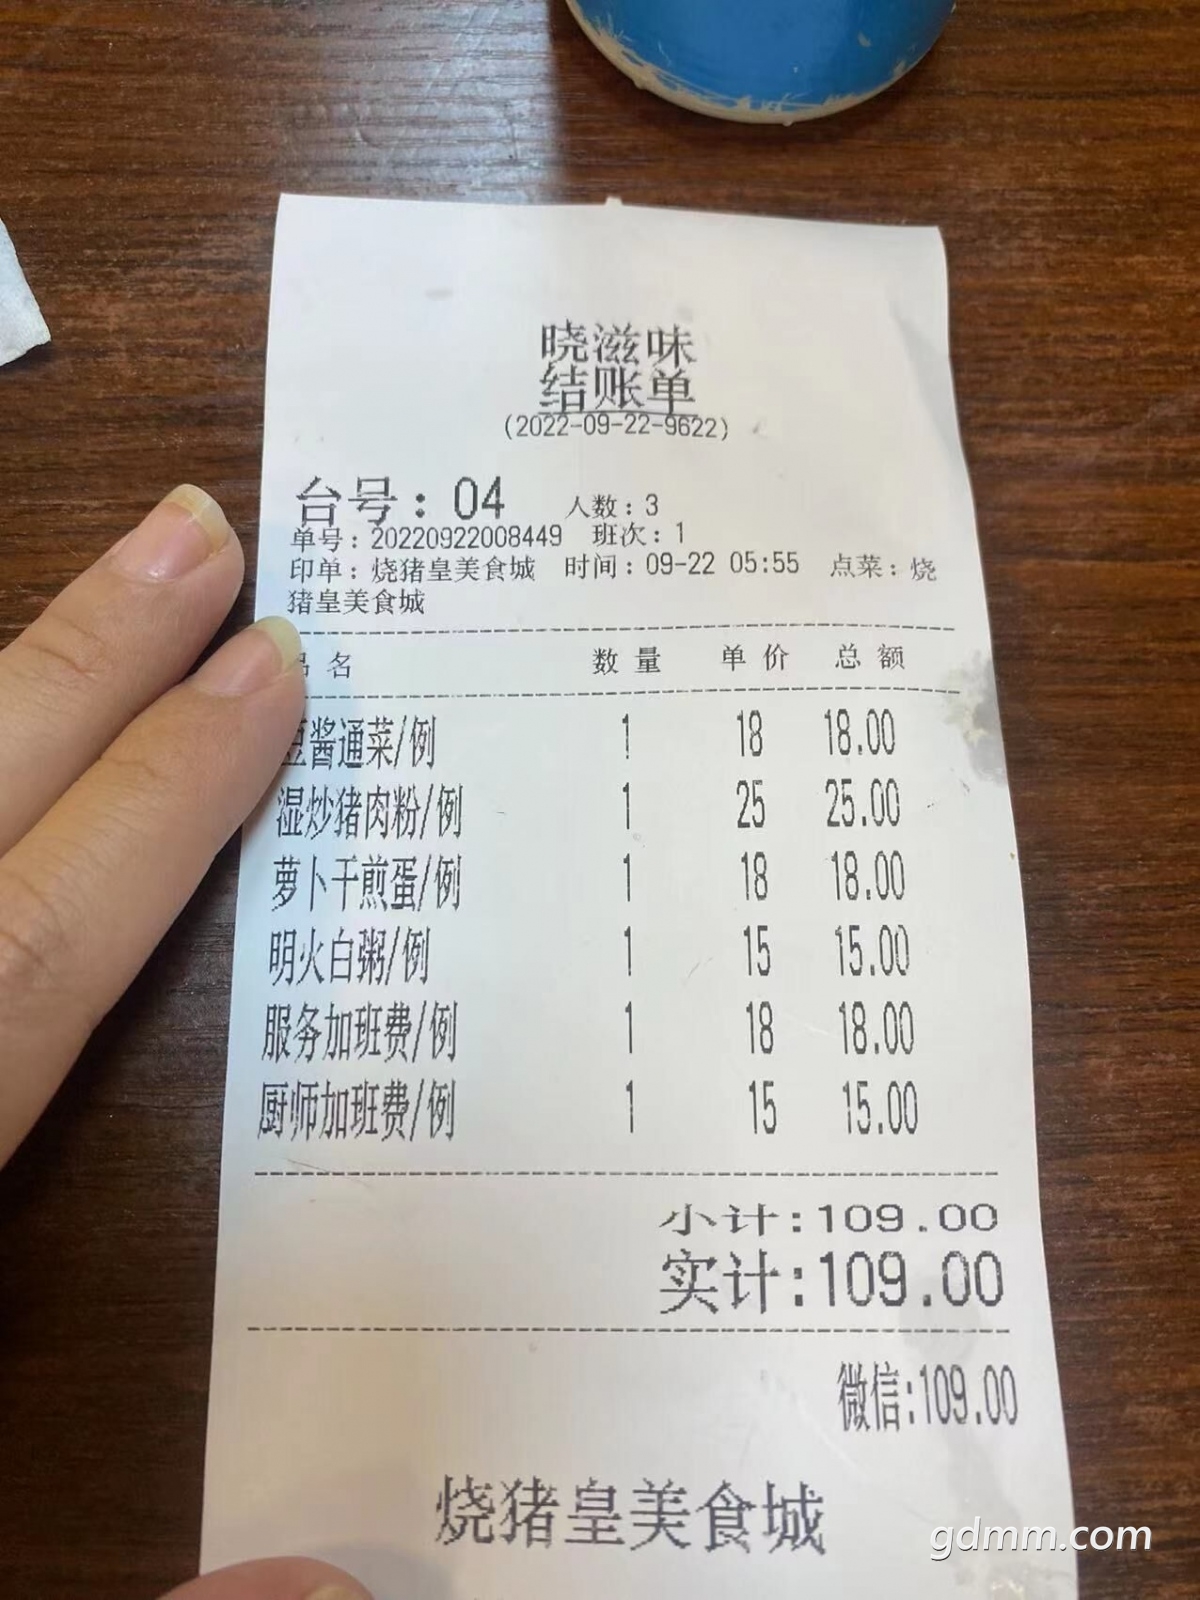 晓滋味
结账单
(2022-09-22-9622)
台号：04 人数：3
单号：20220922008449 班次：1
印单：烧猪皇美食城 时间：09-22 05:55 点菜：烧
猪皇美食城
品 名 数 量 单 价 总 额
豆酱通菜/例 1 18 18.00
湿炒猪肉粉/例 1 25 25.00
萝卜干煎蛋/例 1 18 18.00
明火白粥/例 1 15 15.00
服务加班费/例 1 18 18.00
厨师加班费/例 1 15 15.00
小计:109.00
实计:109.00
微信:109.00
烧猪皇美食城
gdmm.com